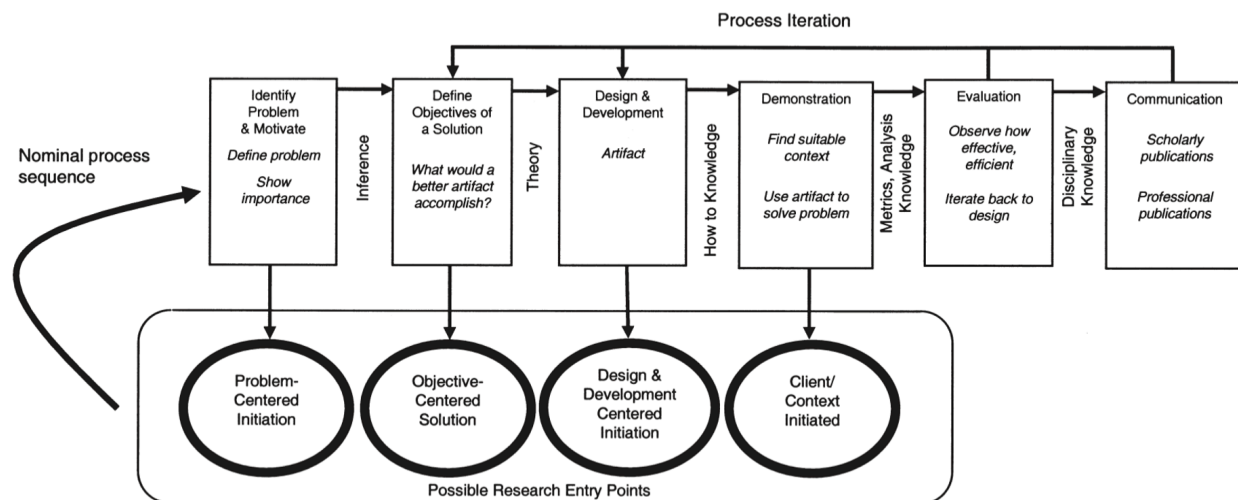 Process Iteration
Nominal process
sequence
Identify
Problem
& Motivate
Define problem
Show
importance
Inference
Define
Objectives of
a Solution
What would a
better artifact
accomplish?
Theory
Design &
Development
Artifact
How to Knowledge
Demonstration
Find suitable
context
Use artifact to
solve problem
Metrics, Analysis
Knowledge
Evaluation
Observe how
effective,
efficient
Iterate back to
design
Disciplinary
Knowledge
Communication
Scholarly
publications
Professional
publications
Problem-
Centered
Initiation
Objective-
Centered
Solution
Design &
Development
Centered
Initiation
Client/
Context
Initiated
Possible Research Entry Points